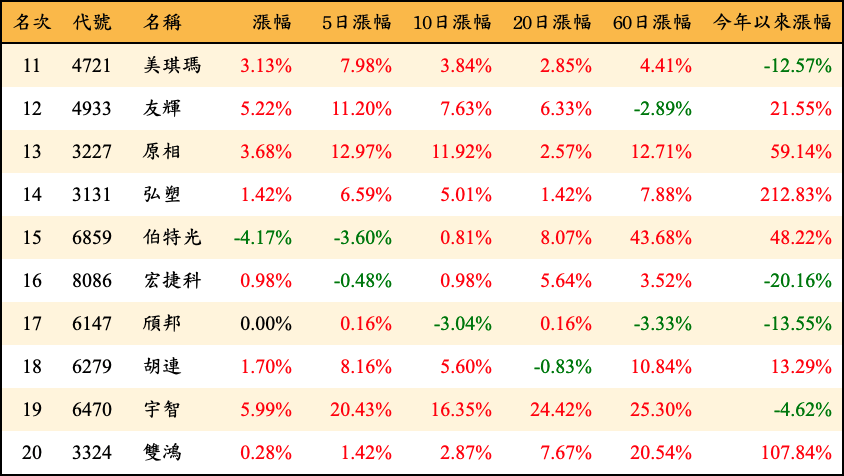 名次 代號 名稱 漲幅 5日漲幅 10日漲幅 20日漲幅 60日漲幅 今年以來漲幅
11 4721 美琪瑪 3.13% 7.98% 3.84% 2.85% 4.41% -12.57%
12 4933 友輝 5.22% 11.20% 7.63% 6.33% -2.89% 21.55%
13 3227 原相 3.68% 12.97% 11.92% 2.57% 12.71% 59.14%
14 3131 弘塑 1.42% 6.59% 5.01% 1.42% 7.88% 212.83%
15 6859 伯特光 -4.17% -3.60% 0.81% 8.07% 43.68% 48.22%
16 8086 宏捷科 0.98% -0.48% 0.98% 5.64% 3.52% -20.16%
17 6147 頎邦 0.00% 0.16% -3.04% 0.16% -3.33% -13.55%
18 6279 胡連 1.70% 8.16% 5.60% -0.83% 10.84% 13.29%
19 6470 宇智 5.99% 20.43% 16.35% 24.42% 25.30% -4.62%
20 3324 雙鴻 0.28% 1.42% 2.87% 7.67% 20.54% 107.84%